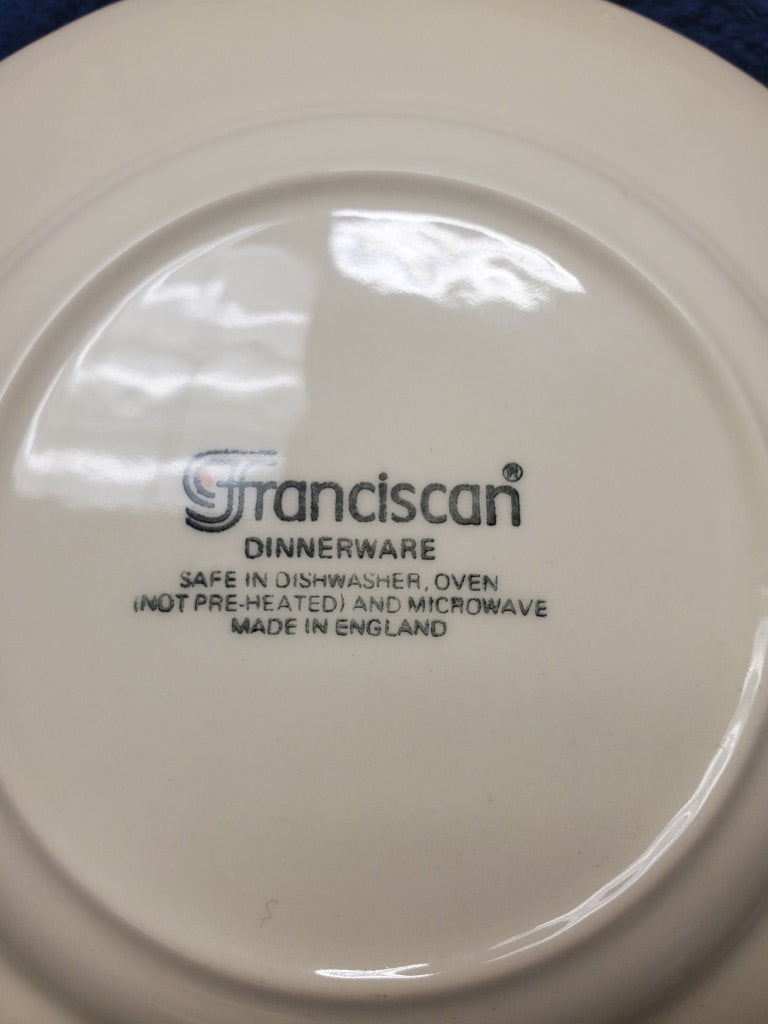 Franciscan®
DINNERWARE
SAFE IN DISHWASHER, OVEN
(NOT PRE-HEATED) AND MICROWAVE
MADE IN ENGLAND